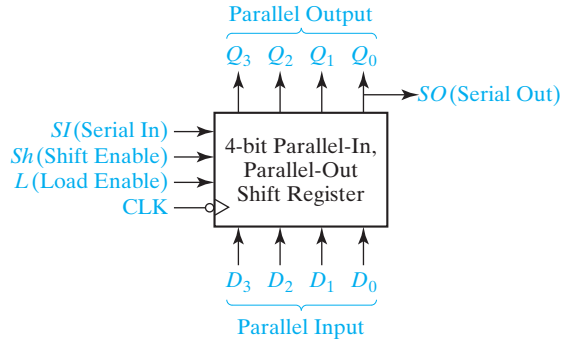 Parallel Output
Q3 Q2 Q1 Q0
SO (Serial Out)
SI (Serial In)
Sh (Shift Enable)
L (Load Enable)
CLK
4-bit Parallel-In,
Parallel-Out
Shift Register
D3 D2 D1 D0
Parallel Input